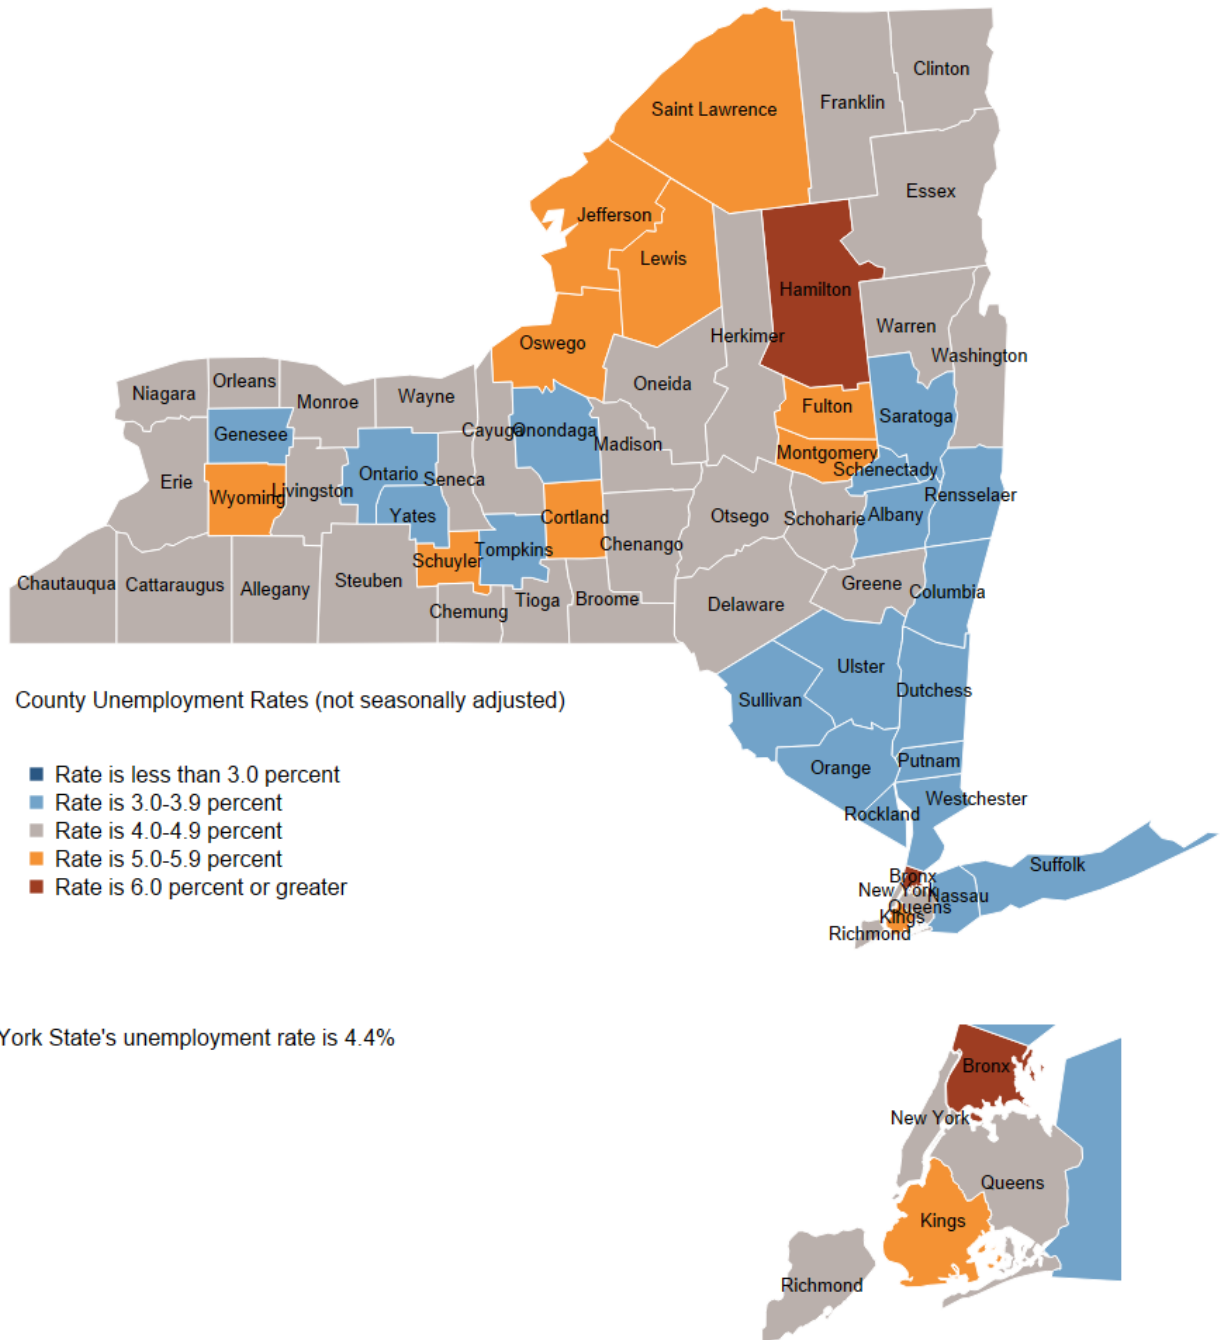 Clinton
Franklin
Saint Lawrence
Essex
Jefferson
Lewis
Hamilton
Warren
Herkimer
Oswego
Washington
Orleans
Oneida
Niagara
Wayne
Monroe
Fulton
Saratoga
Cayuga
Onondaga
Genesee
Madison
Montgomery
Schenectady
Ontario
Seneca
Erie
Livingston
Wyoming
Rensselaer
Albany
Yates
Cortland
Otsego
Schoharie
Chenango
Tompkins
Schuyler
Steuben
Chautauqua
Cattaraugus
Allegany
Greene
Columbia
Tioga
Broome
Delaware
Chemung
Ulster
Dutchess
Sullivan
County Unemployment Rates (not seasonally adjusted)
Putnam
Orange
Rate is less than 3.0 percent
Rate is 3.0-3.9 percent
Rate is 4.0-4.9 percent
Rate is 5.0-5.9 percent
Rate is 6.0 percent or greater
Westchester
Rockland
Suffolk
Bronx
New York
Nassau
Queens
Kings
Richmond
York State's unemployment rate is 4.4%
Bronx
New York
Queens
Kings
Richmond